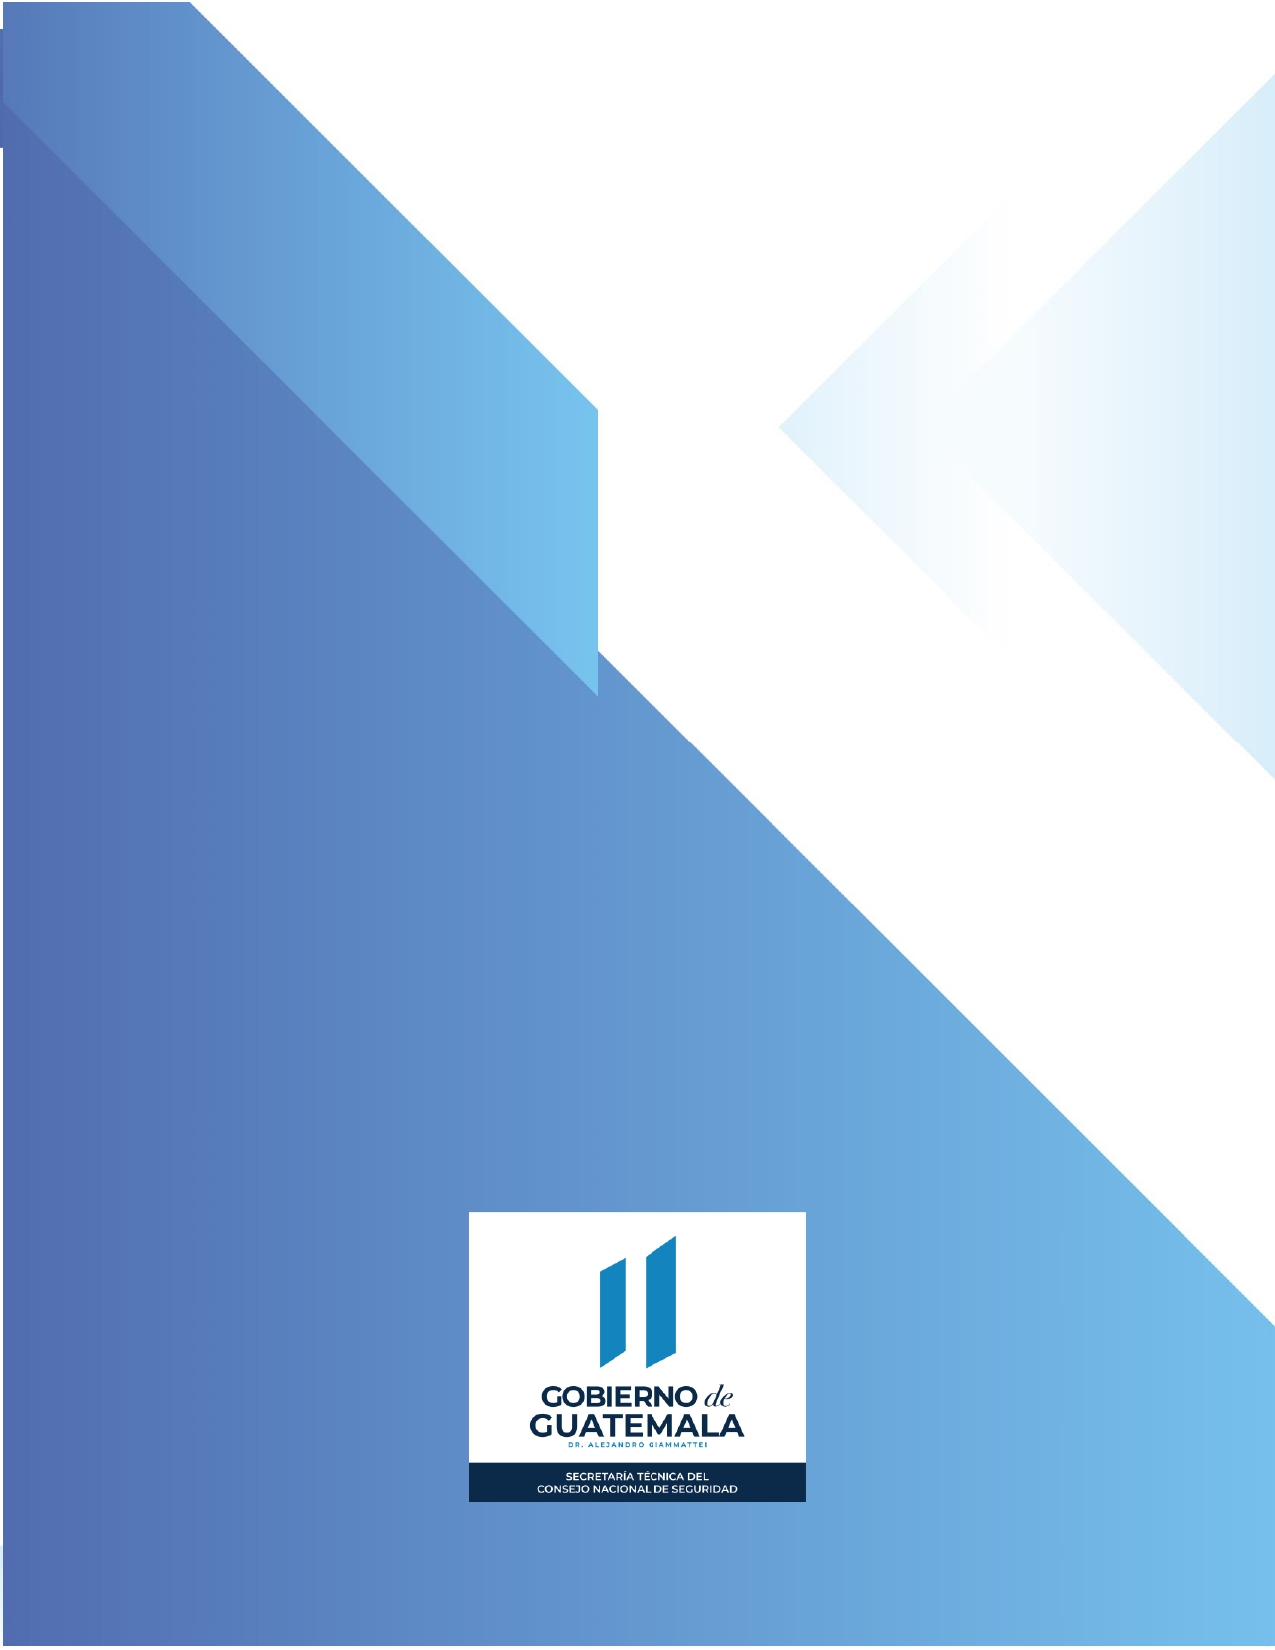 GOBIERNO de
GUATEMALA
DR. ALEJANDRO GIAMMATTEI
SECRETARÍA TÉCNICA DEL
CONSEJO NACIONAL DE SEGURIDAD